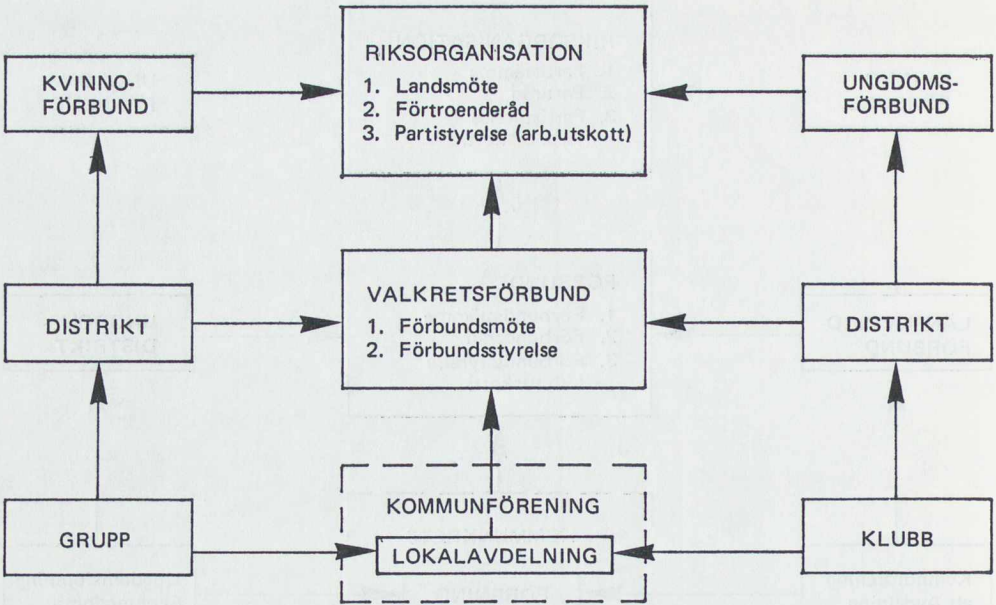 KVINNO-
FÖRBUND
RIKSORGANISATION
1. Landsmöte
2. Förtroenderåd
3. Partistyrelse (arb.utskott)
UNGDOMS-
FÖRBUND
DISTRIKT
VALKRETSFÖRBUND
1. Förbundsmöte
2. Förbundsstyrelse
DISTRIKT
GRUPP
KOMMUNFÖRENING
LOKALAVDELNING
KLUBB